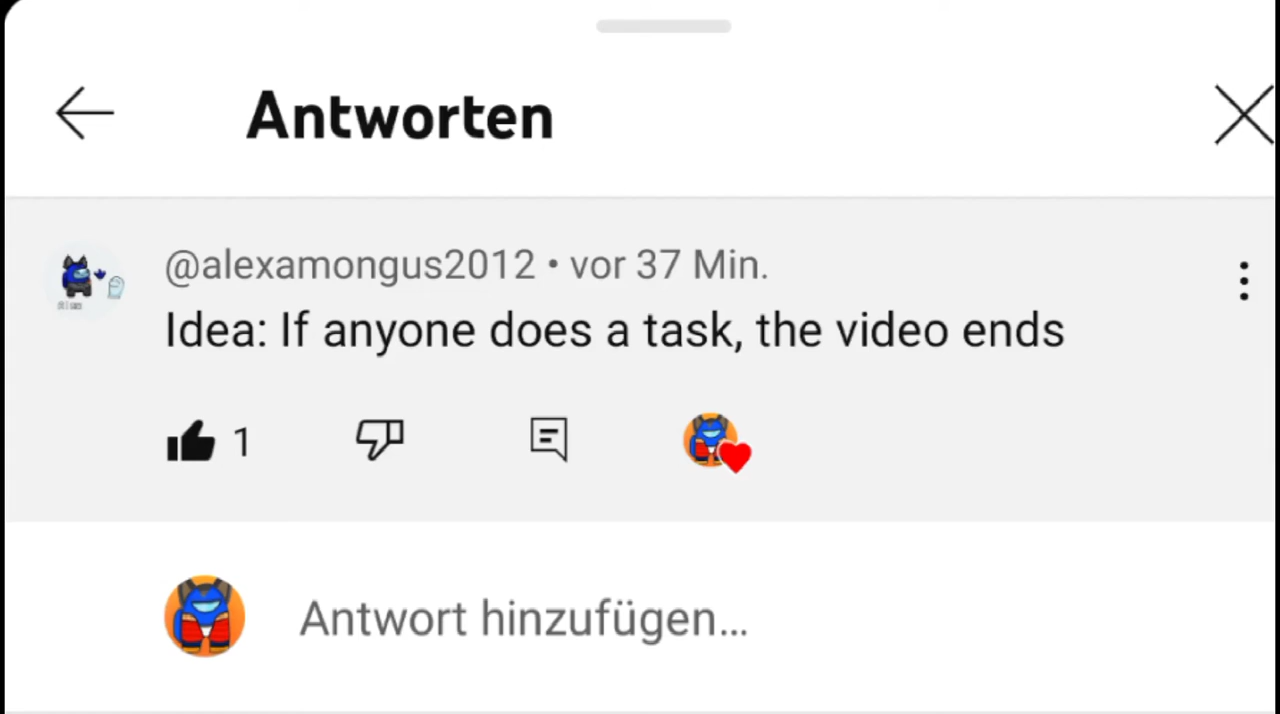 Antworten
@alexamongus2012 • vor 37 Min.
Idea: If anyone does a task, the video ends
1
Antwort hinzufügen...